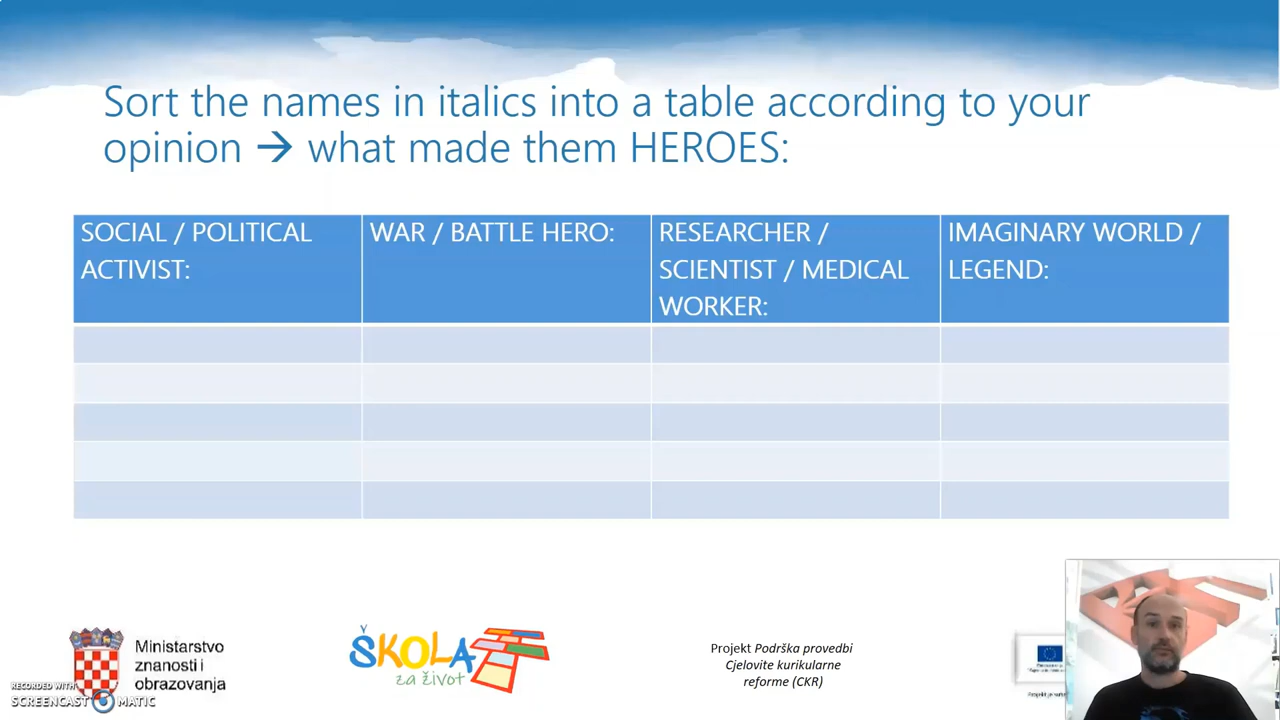 Sort the names in italics into a table according to your
opinion → what made them HEROES:
SOCIAL / POLITICAL
ACTIVIST:
WAR / BATTLE HERO:
RESEARCHER /
SCIENTIST / MEDICAL
WORKER:
IMAGINARY WORLD /
LEGEND:
Ministarstvo
znanosti i
obrazovanja
RECORDED WITH
SCREENCAST MATIC
ŠKOLA
za život
Projekt Podrška provedbi
Cjelovite kurikularne
reforme (CKR)